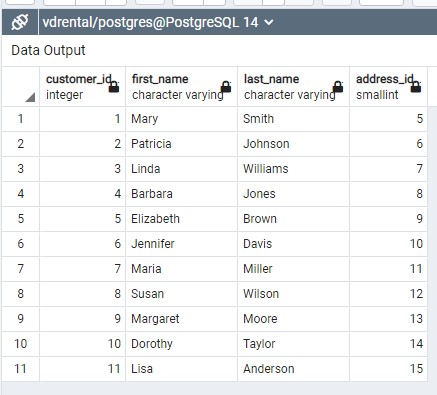 vdrental/postgres@PostgreSQL 14
Data Output
customer_id first_name last_name address_id
integer character varying character varying smallint
1 1 Mary Smith 5
2 2 Patricia Johnson 6
3 3 Linda Williams 7
4 4 Barbara Jones 8
5 5 Elizabeth Brown 9
6 6 Jennifer Davis 10
7 7 Maria Miller 11
8 8 Susan Wilson 12
9 9 Margaret Moore 13
10 10 Dorothy Taylor 14
11 11 Lisa Anderson 15